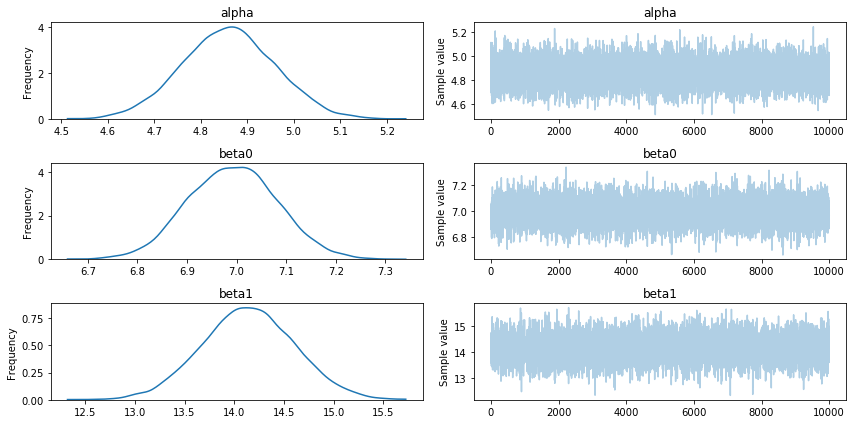 alpha
Frequency
4
2
0
4.5 4.6 4.7 4.8 4.9 5.0 5.1 5.2
alpha
Sample value
5.2
5.0
4.8
4.6
0 2000 4000 6000 8000 10000
beta0
Frequency
4
2
0
6.7 6.8 6.9 7.0 7.1 7.2 7.3
beta0
Sample value
7.2
7.0
6.8
0 2000 4000 6000 8000 10000
beta1
Frequency
0.75
0.50
0.25
0.00
12.5 13.0 13.5 14.0 14.5 15.0 15.5
beta1
Sample value
15
14
13
0 2000 4000 6000 8000 10000